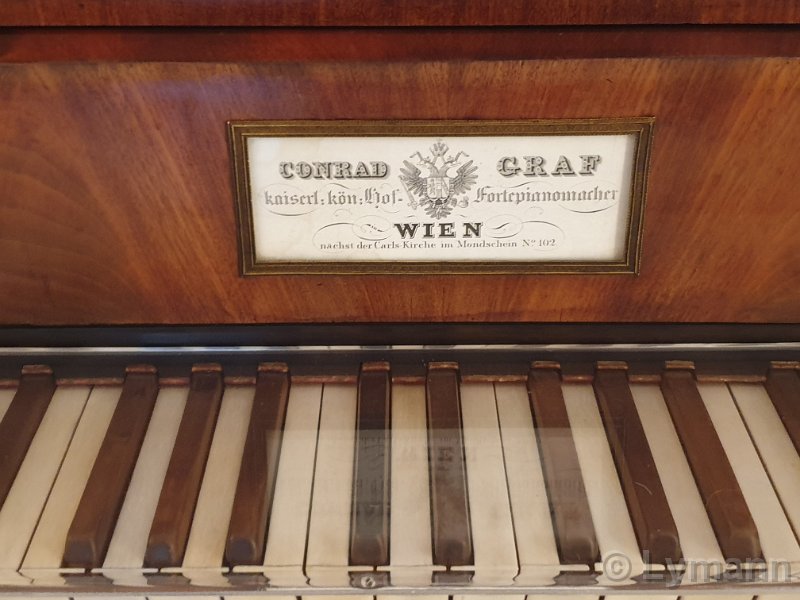 CONRAD GRAF
kaiserl: kön: Hof- Fortepianomacher
WIEN
nächst der Carls-Kirche im Mondschein Nº 102
© Lymann